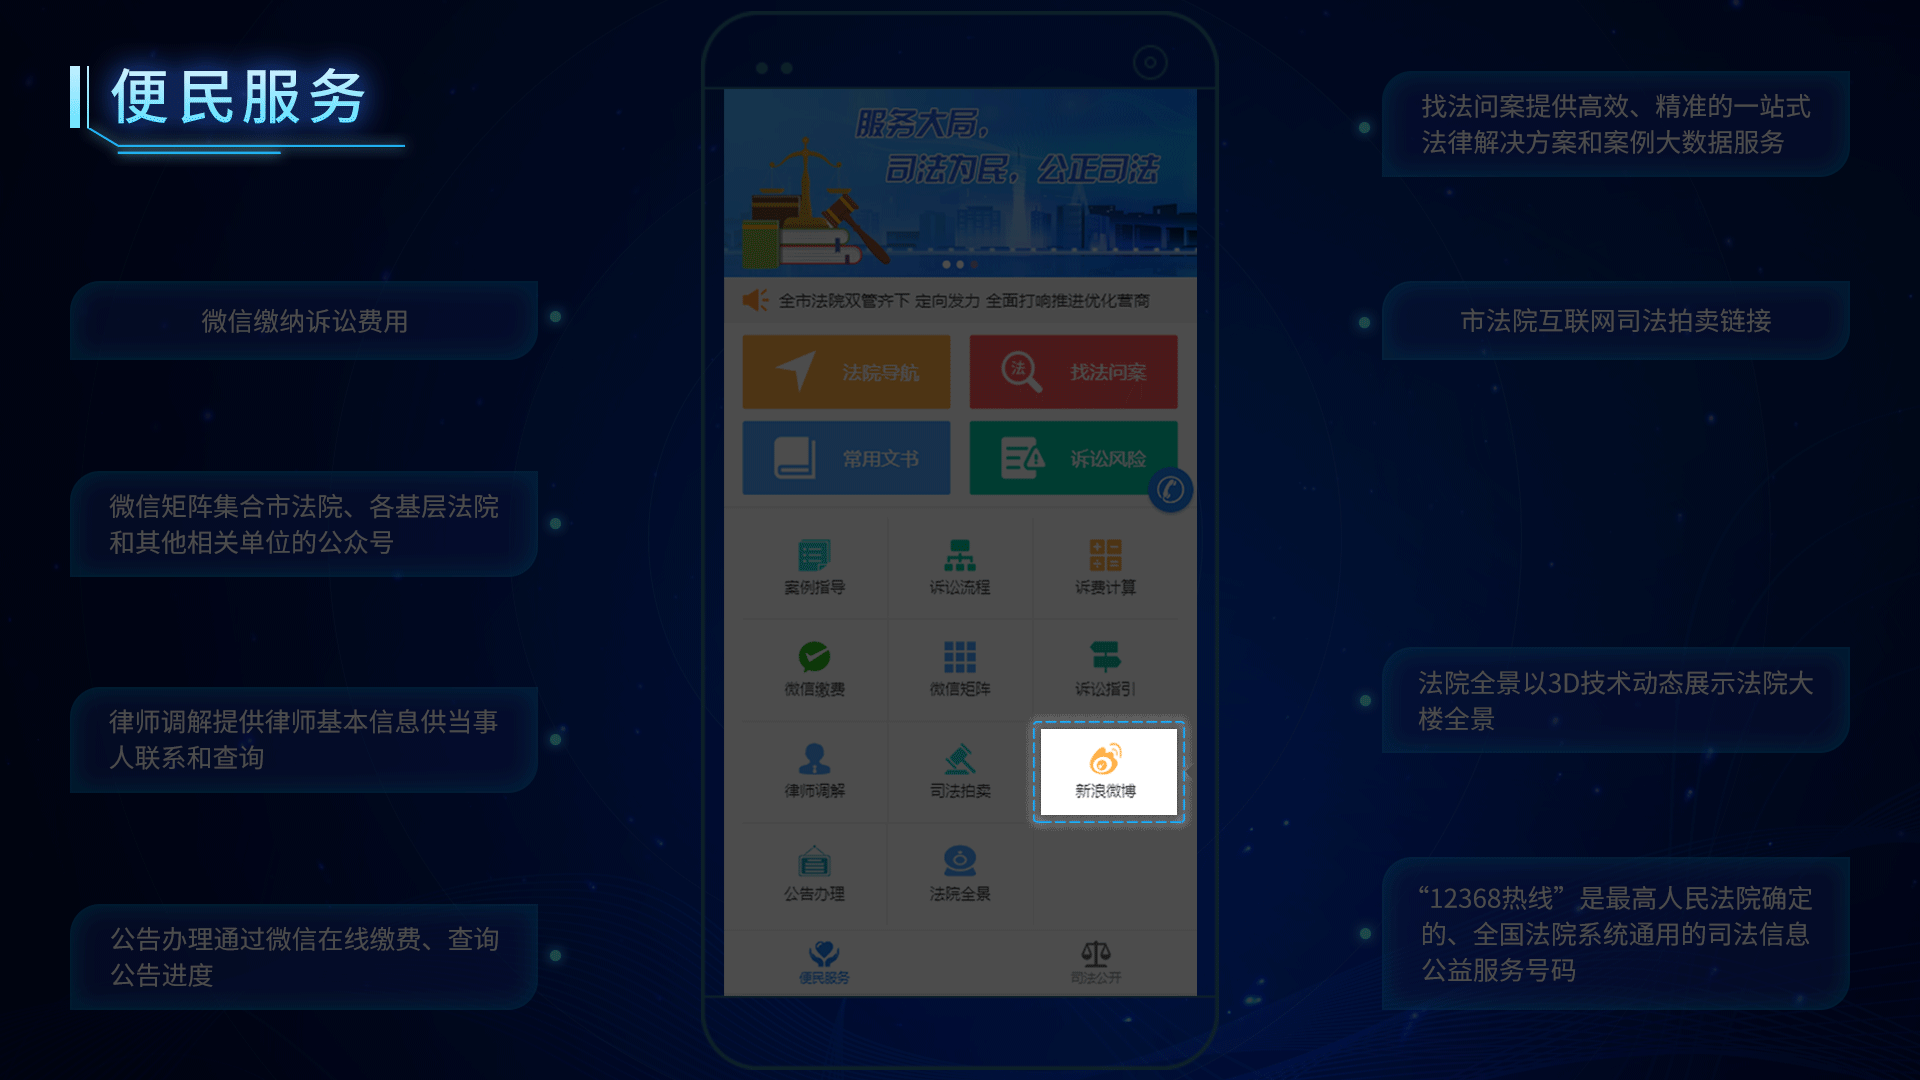 便民服务
微信缴纳诉讼费用
微信矩阵集合市法院、各基层法院
和其他相关单位的公众号
律师调解提供律师基本信息供当事
人联系和查询
公告办理通过微信在线缴费、查询
公告进度
服务大局，
司法为民，公正司法
全市法院双管齐下 定向发力 全面打响推进优化营商
法院导航
法
找法问案
常用文书
诉讼风险
案例指导
诉讼流程
诉费计算
微信缴费
微信矩阵
诉讼指引
律师调解
司法拍卖
新浪微博
公告办理
法院全景
便民服务
司法公开
找法问案提供高效、精准的一站式
法律解决方案和案例大数据服务
市法院互联网司法拍卖链接
法院全景以3D技术动态展示法院大
楼全景
“12368热线”是最高人民法院确定
的、全国法院系统通用的司法信息
公益服务号码